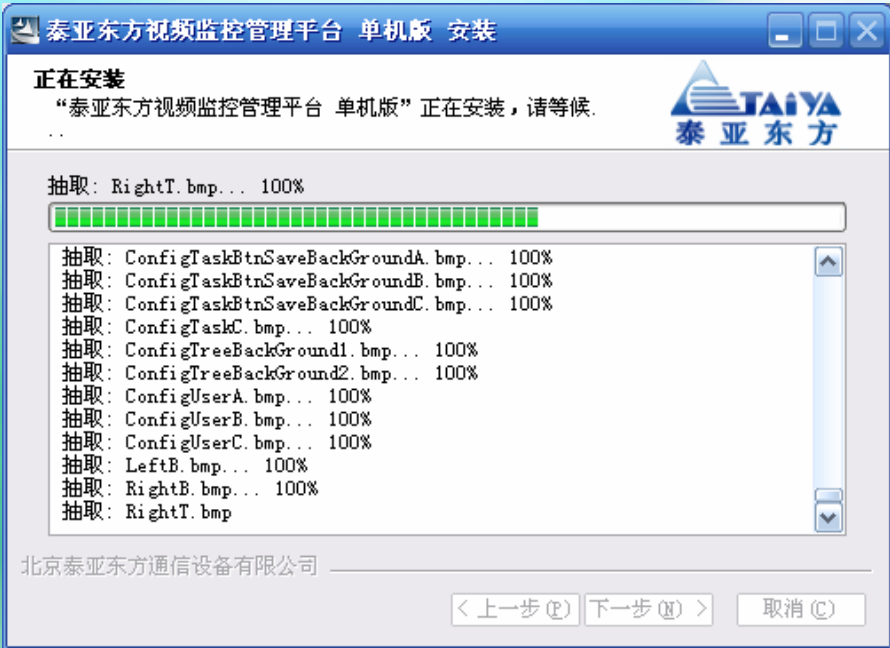 泰亚东方视频监控管理平台 单机版 安装
正在安装
“泰亚东方视频监控管理平台 单机版”正在安装，请等候.
. .
TAiYA
泰亚东方
抽取: RightT.bmp... 100%
抽取: ConfigTaskBtnSaveBackGroundA.bmp... 100%
抽取: ConfigTaskBtnSaveBackGroundB.bmp... 100%
抽取: ConfigTaskBtnSaveBackGroundC.bmp... 100%
抽取: ConfigTaskC.bmp... 100%
抽取: ConfigTreeBackGround1.bmp... 100%
抽取: ConfigTreeBackGround2.bmp... 100%
抽取: ConfigUserA.bmp... 100%
抽取: ConfigUserB.bmp... 100%
抽取: ConfigUserC.bmp... 100%
抽取: LeftB.bmp... 100%
抽取: RightB.bmp... 100%
抽取: RightT.bmp
北京泰亚东方通信设备有限公司
< 上一步(P) 下一步(N) > 取消(C)